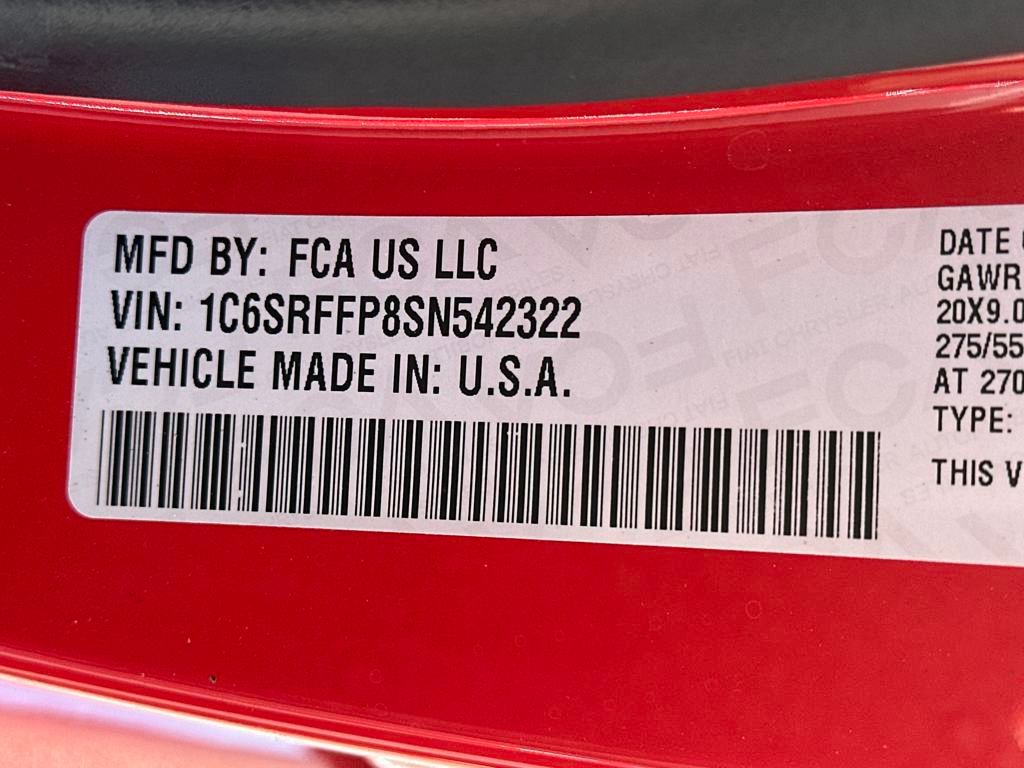 MFD BY: FCA US LLC
VIN: 1C6SRFFP8SN542322
VEHICLE MADE IN: U.S.A.
DATE
GAWR
20X9.0
275/55
AT 270
TYPE:
THIS